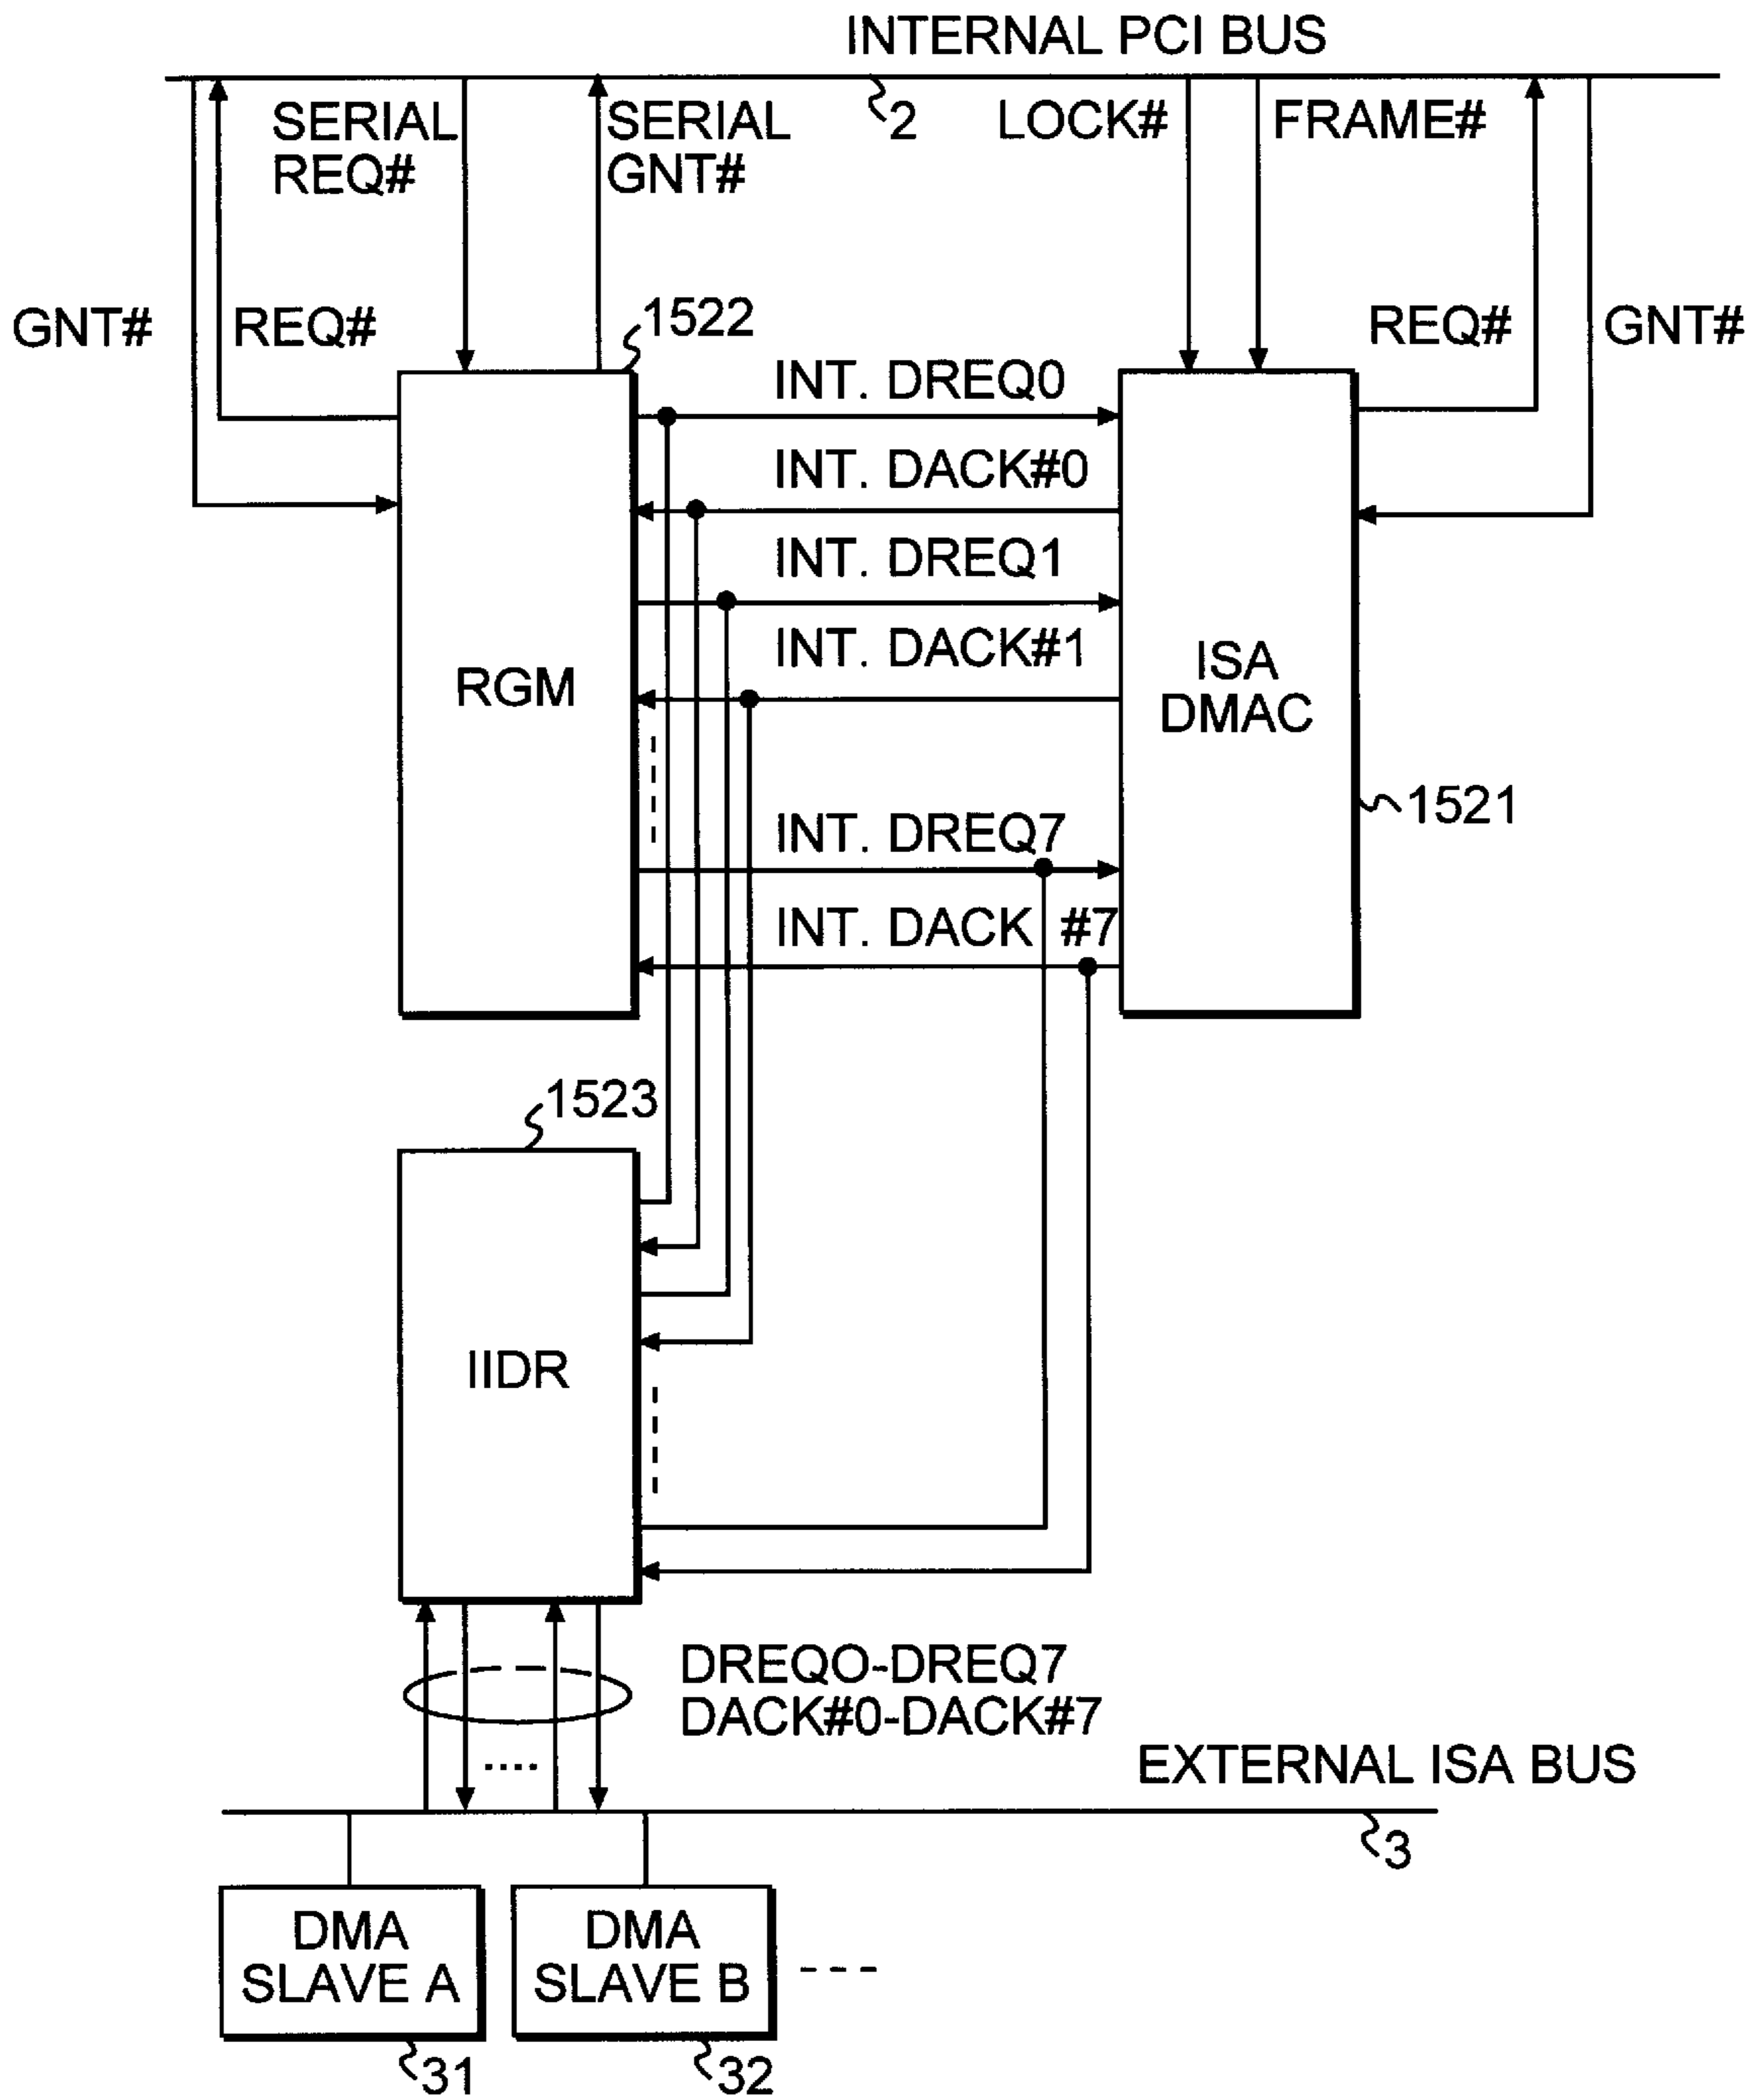 INTERNAL PCI BUS
SERIAL
REQ#
SERIAL
GNT#
2
LOCK#
FRAME#
GNT#
REQ#
1522
REQ#
GNT#
INT. DREQ0
INT. DACK#0
INT. DREQ1
INT. DACK#1
RGM
ISA
DMAC
1521
INT. DREQ7
INT. DACK #7
1523
IIDR
DREQO-DREQ7
DACK#0-DACK#7
EXTERNAL ISA BUS
3
DMA
SLAVE A
DMA
SLAVE B
31
32